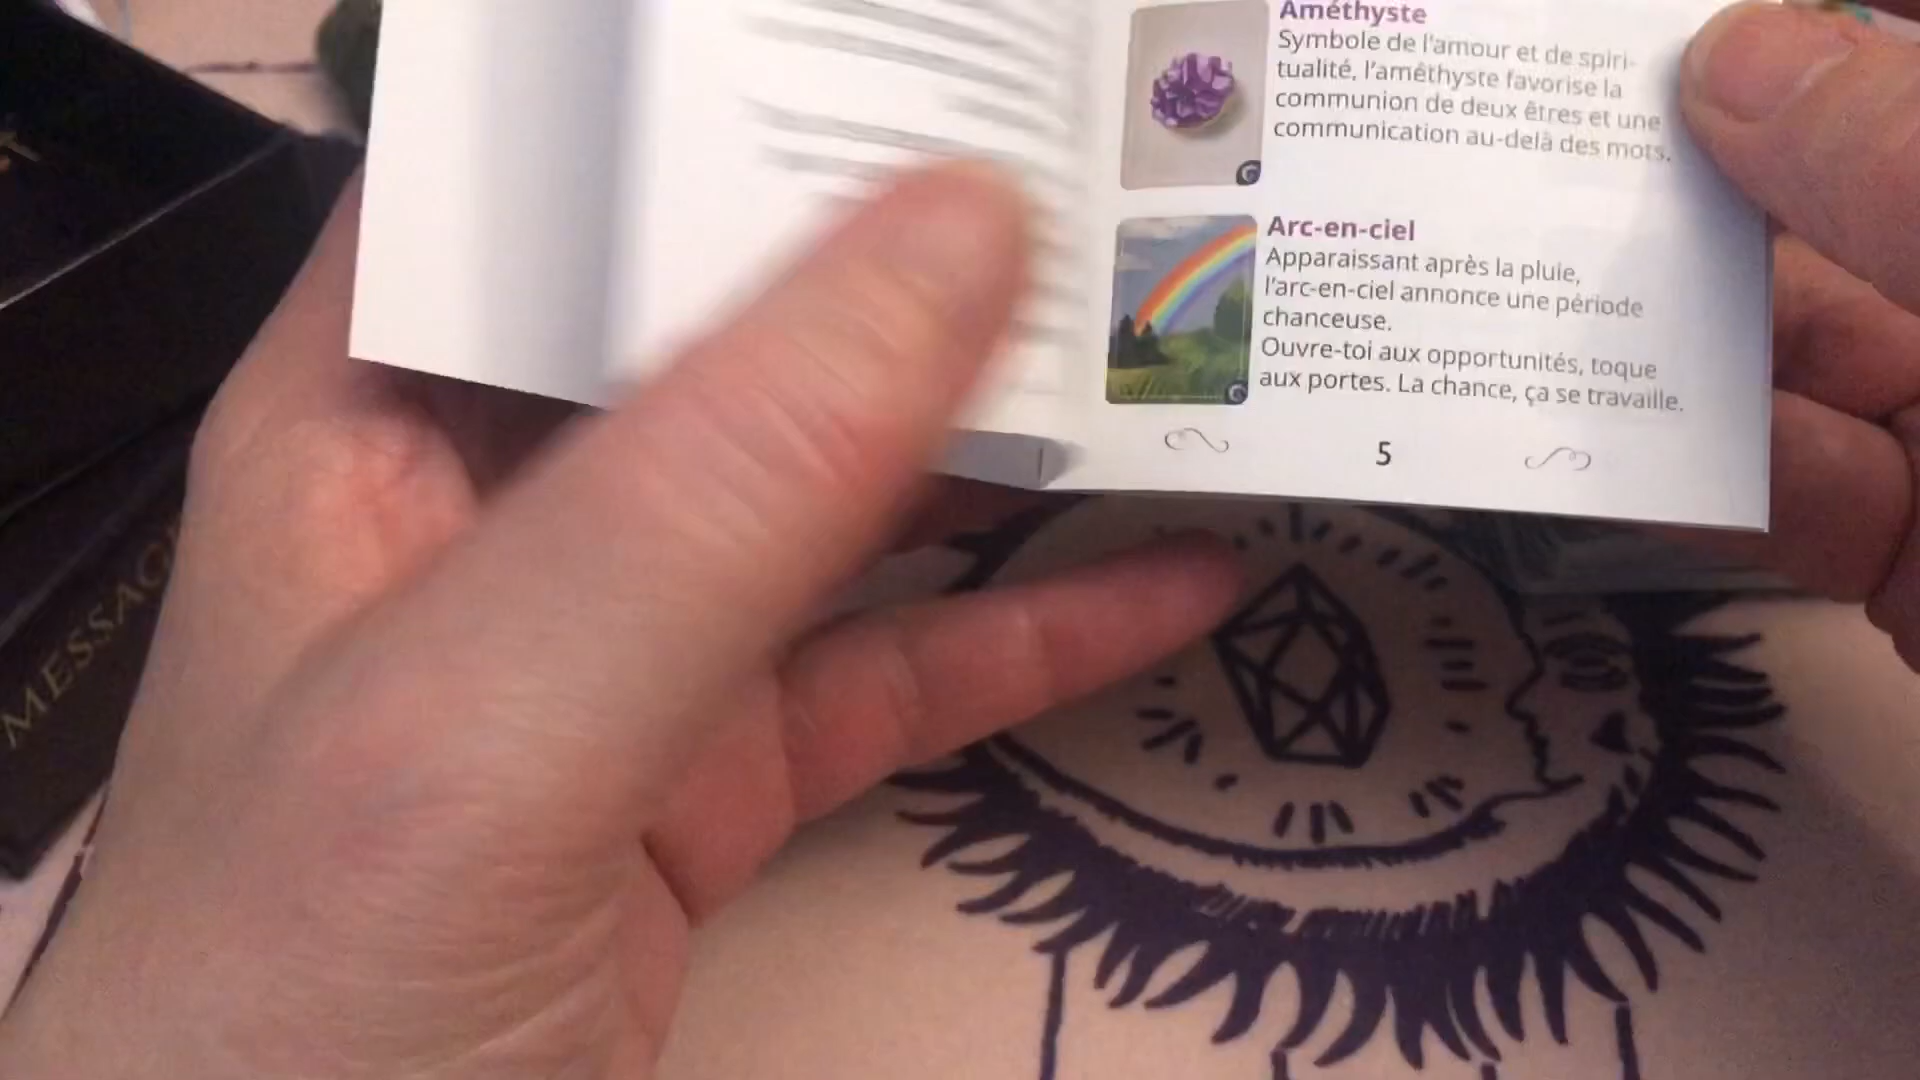 Améthyste
Symbole de l'amour et de spiri-
tualité, l'améthyste favorise la
communion de deux êtres et une
communication au-delà des mots.
Arc-en-ciel
Apparaissant après la pluie,
l'arc-en-ciel annonce une période
chanceuse.
Ouvre-toi aux opportunités, toque
aux portes. La chance, ça se travaille.
5
MESSAG